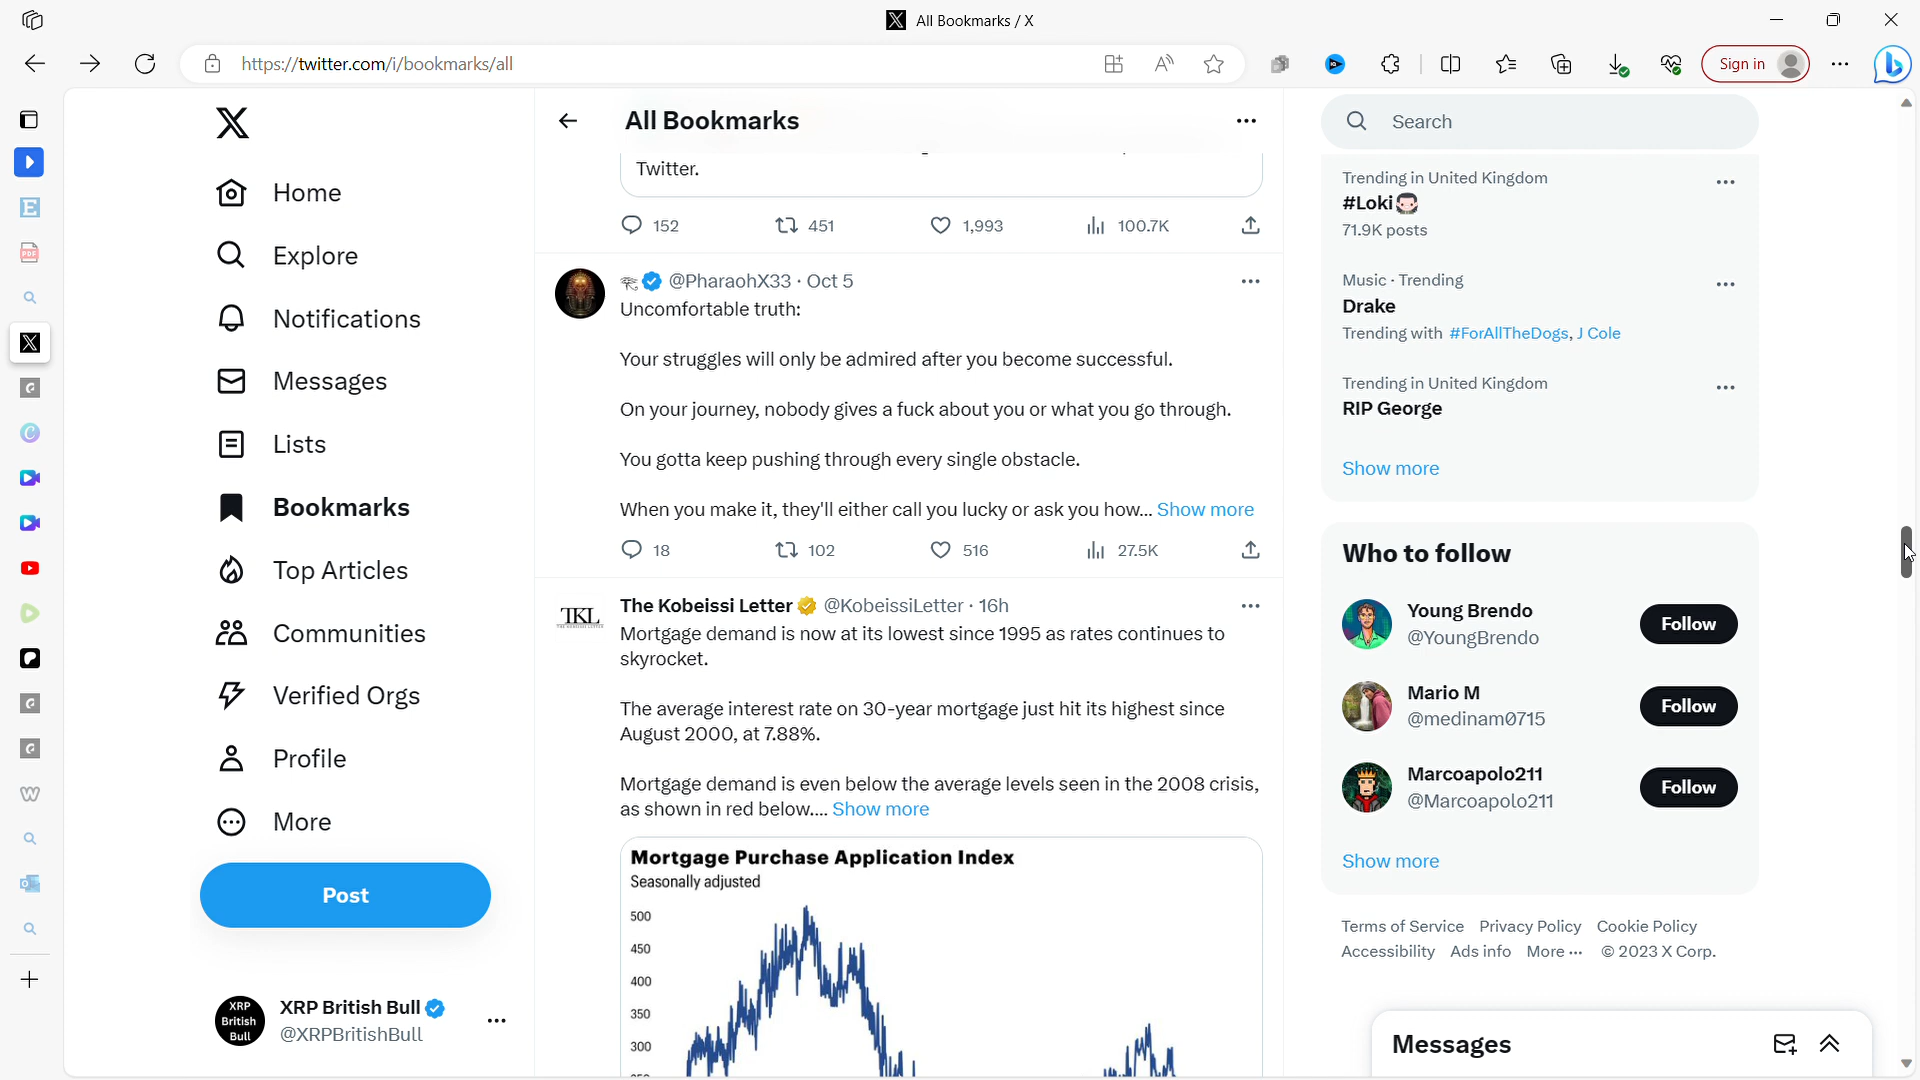 All Bookmarks / X
https://twitter.com/i/bookmarks/all
Sign in
Home
Explore
Notifications
Messages
Lists
Bookmarks
Top Articles
Communities
Verified Orgs
Profile
More
Post
XRP British Bull
XRP British Bull
@XRPBritishBull
All Bookmarks
Twitter.
152 451 1,993 100.7K
@PharaohX33 · Oct 5
Uncomfortable truth:
Your struggles will only be admired after you become successful.
On your journey, nobody gives a fuck about you or what you go through.
You gotta keep pushing through every single obstacle.
When you make it, they'll either call you lucky or ask you how... Show more
18 102 516 27.5K
TKL
The Kobeissi Letter @KobeissiLetter · 16h
Mortgage demand is now at its lowest since 1995 as rates continues to
skyrocket.
The average interest rate on 30-year mortgage just hit its highest since
August 2000, at 7.88%.
Mortgage demand is even below the average levels seen in the 2008 crisis,
as shown in red below.... Show more
Mortgage Purchase Application Index
Seasonally adjusted
500
450
400
350
300
Search
Trending in United Kingdom
#Loki
71.9K posts
Music · Trending
Drake
Trending with #ForAllTheDogs, J Cole
Trending in United Kingdom
RIP George
Show more
Who to follow
Young Brendo
@YoungBrendo
Follow
Mario M
@medinam0715
Follow
Marcoapolo211
@Marcoapolo211
Follow
Show more
Terms of Service Privacy Policy Cookie Policy
Accessibility Ads info More ··· © 2023 X Corp.
Messages